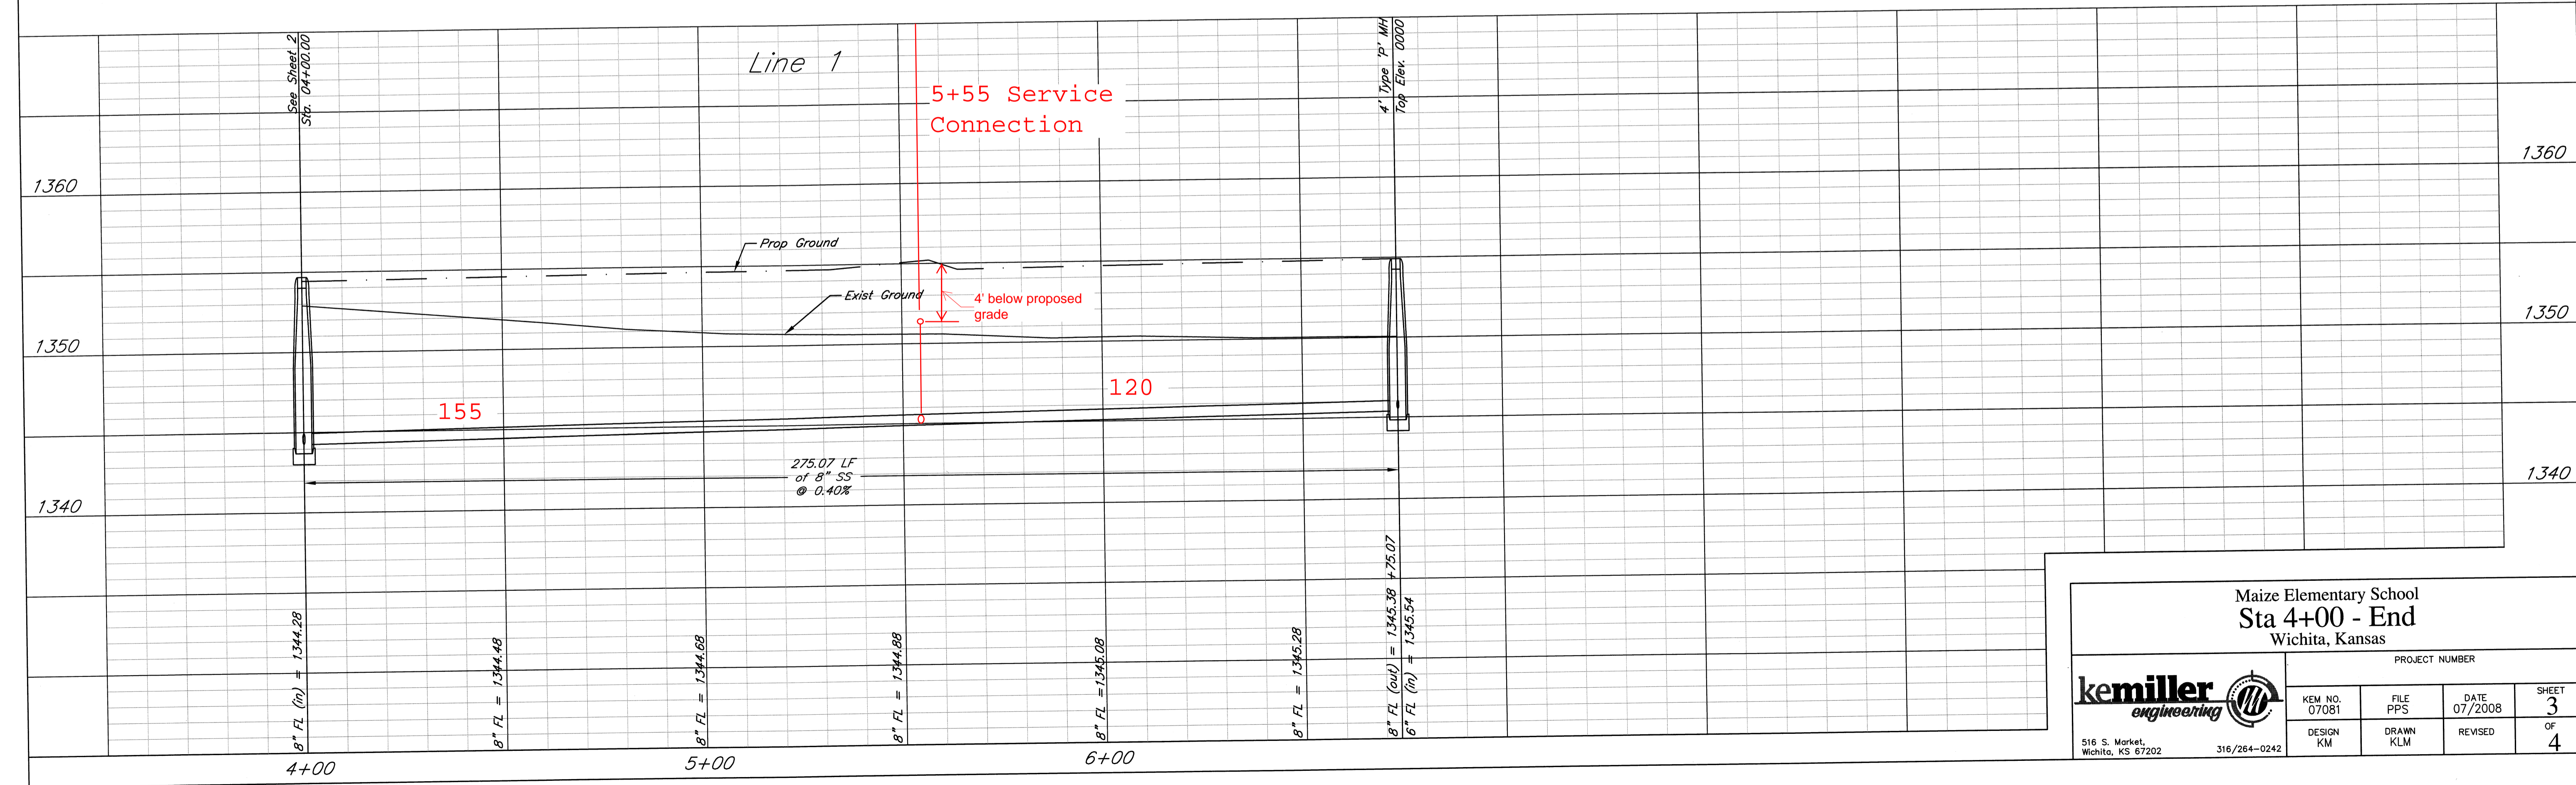 See Sheet 2
Sta. 04+00.00
Line 1
5+55 Service
Connection
4' Type 'P' MH
Top Elev. 0000
1360
1360
Prop Ground
Exist Ground
4' below proposed
grade
1350
1350
155
120
275.07 LF
of 8" SS
@ 0.40%
1340
1340
8" FL (in) = 1344.28
8" FL = 1344.48
8" FL = 1344.68
8" FL = 1344.88
8" FL =1345.08
8" FL = 1345.28
8" FL (out) = 1345.38 +75.07
6" FL (in) = 1345.54
4+00
5+00
6+00
Maize Elementary School
Sta 4+00 - End
Wichita, Kansas
kemiller
engineering
516 S. Market,
Wichita, KS 67202
316/264-0242
PROJECT NUMBER
KEM NO.
07081
FILE
PPS
DATE
07/2008
SHEET
3
DESIGN
KM
DRAWN
KLM
REVISED
OF
4